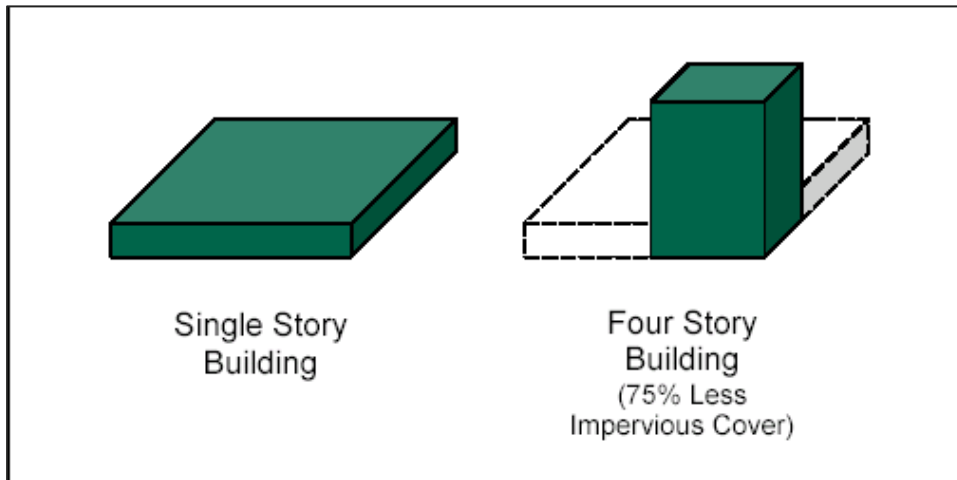 Single Story
Building
Four Story
Building
(75% Less
Impervious Cover)